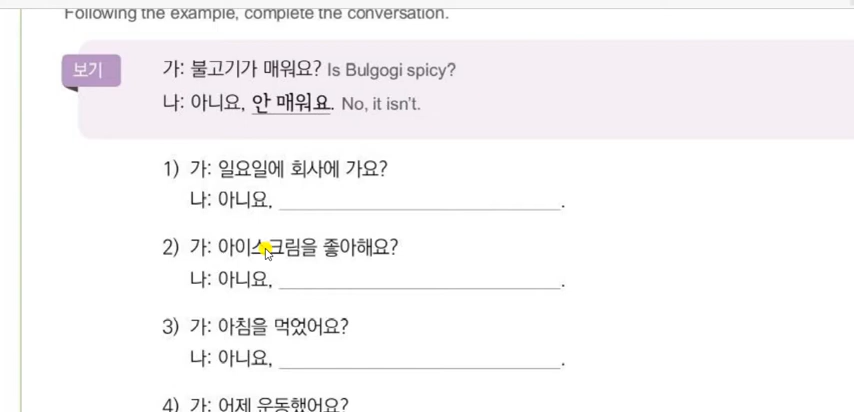 Following the example, complete the conversation.
보기
가: 불고기가 매워요? Is Bulgogi spicy?
나: 아니요, 안 매워요. No, it isn't.
1) 가: 일요일에 회사에 가요?
나: 아니요, ______________________.
2) 가: 아이스크림을 좋아해요?
나: 아니요, ______________________.
3) 가: 아침을 먹었어요?
나: 아니요, ______________________.
4) 가: 어제 운동했어요?